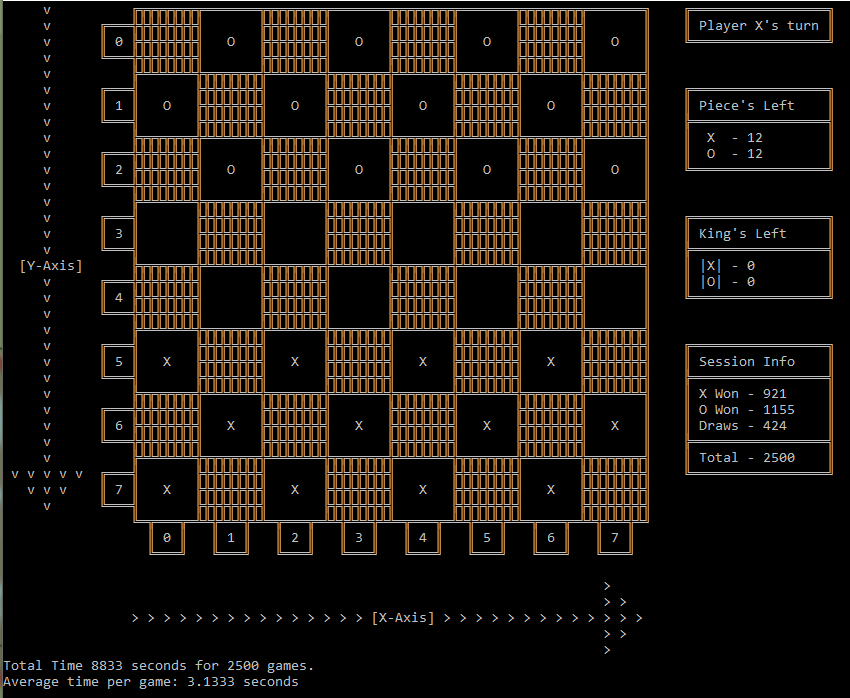 Player X's turn
0 O O O O
1 O O O O
Piece's Left
X - 12
O - 12
2 O O O O
3
King's Left
|X| - 0
|O| - 0
[Y-Axis]
4
5 X X X X
Session Info
X Won - 921
O Won - 1155
Draws - 424
6 X X X X
Total - 2500
7 X X X X
0 1 2 3 4 5 6 7
> > > > > > > > > > > > > > > [X-Axis] > > > > > > > > > > > > >
Total Time 8833 seconds for 2500 games.
Average time per game: 3.1333 seconds